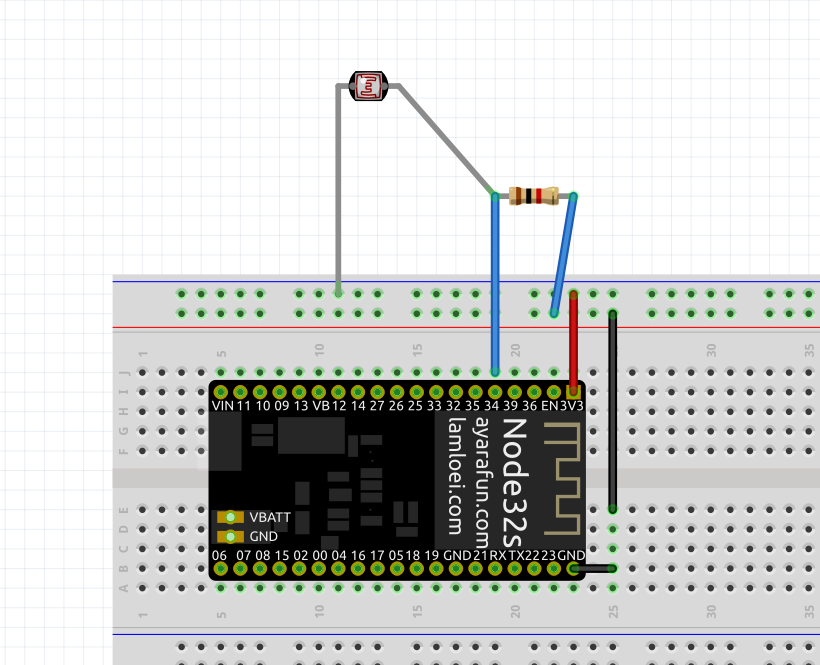 1 5 10 15 20 30 35
J
I
H
G
F
VIN 11 10 09 13 VB 12 14 27 26 25 33 32 35 34 39 36 EN 3V3
Node32s
ayarafun.com
lamloei.com
VBATT
GND
E
D
C
B
A
06 07 08 15 02 00 04 16 17 05 18 19 GND 21 RX TX 22 23 GND
1 5 10 15 20 25 30 35